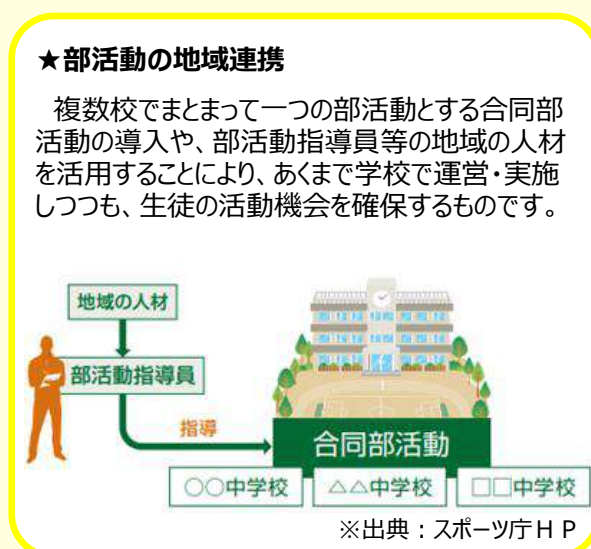 ★部活動の地域連携
複数校でまとまって一つの部活動とする合同部
活動の導入や、部活動指導員等の地域の人材
を活用することにより、あくまで学校で運営・実施
しつつも、生徒の活動機会を確保するものです。
地域の人材
部活動指導員
指導
合同部活動
○○中学校 △△中学校 □□中学校
※出典：スポーツ庁ＨＰ